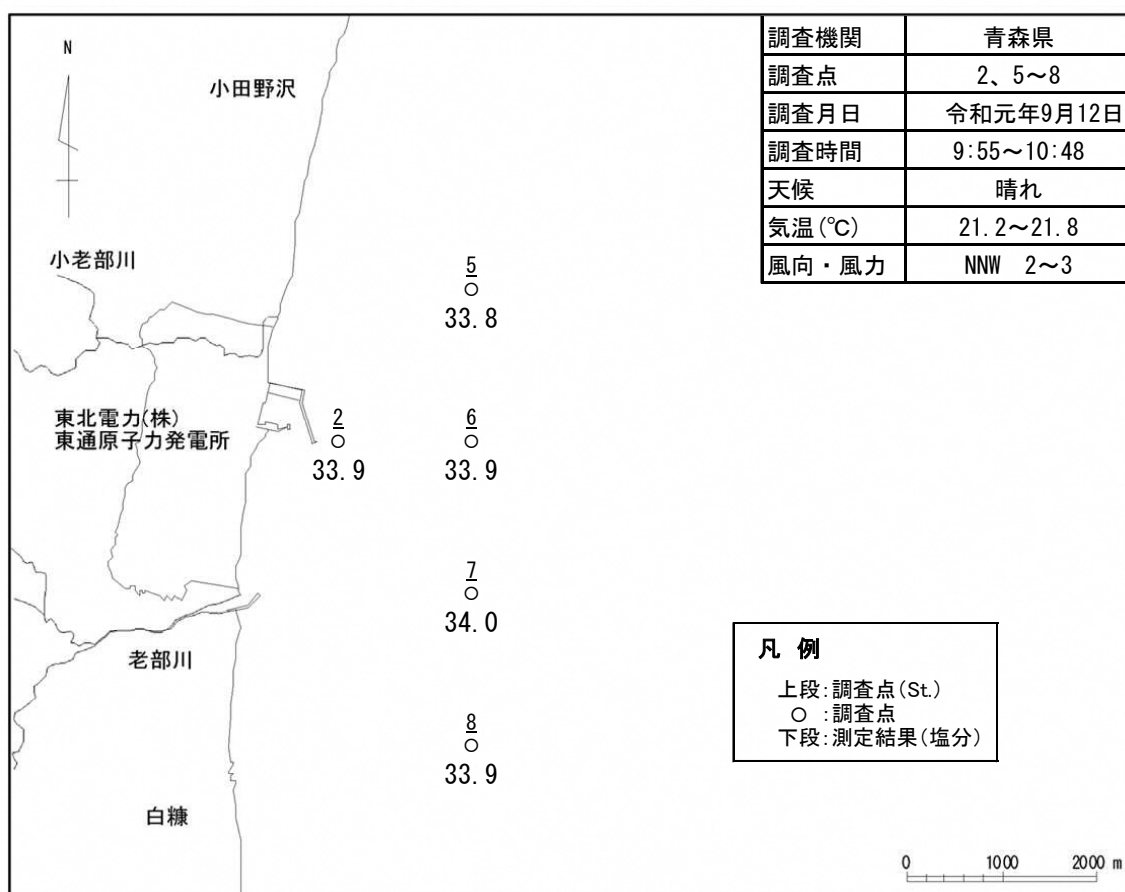 調査機関 青森県
調査点 2、5～8
調査月日 令和元年9月12日
調査時間 9:55～10:48
天候 晴れ
気温(℃) 21.2～21.8
風向・風力 NNW 2～3
N
小田野沢
小老部川
5
33.8
東北電力(株)
東通原子力発電所
2
33.9
6
33.9
7
34.0
老部川
8
33.9
白糠
凡 例
上段:調査点(St.)
○ :調査点
下段:測定結果(塩分)
0 1000 2000 m